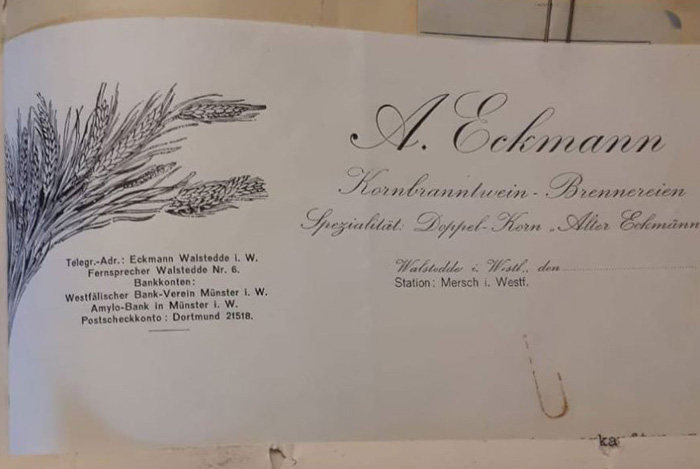 A. Eckmann
Kornbranntwein-Brennereien
Spezialität: Doppel-Korn „Alter Eckmann
Telegr.-Adr.: Eckmann Walstedde i. W.
Fernsprecher Walstedde Nr. 6.
Bankkonten:
Westfälischer Bank-Verein Münster i. W.
Amylo-Bank in Münster i. W.
Postscheckkonto: Dortmund 21518.
Walstedde i. Westf., den
Station: Mersch i. Westf.